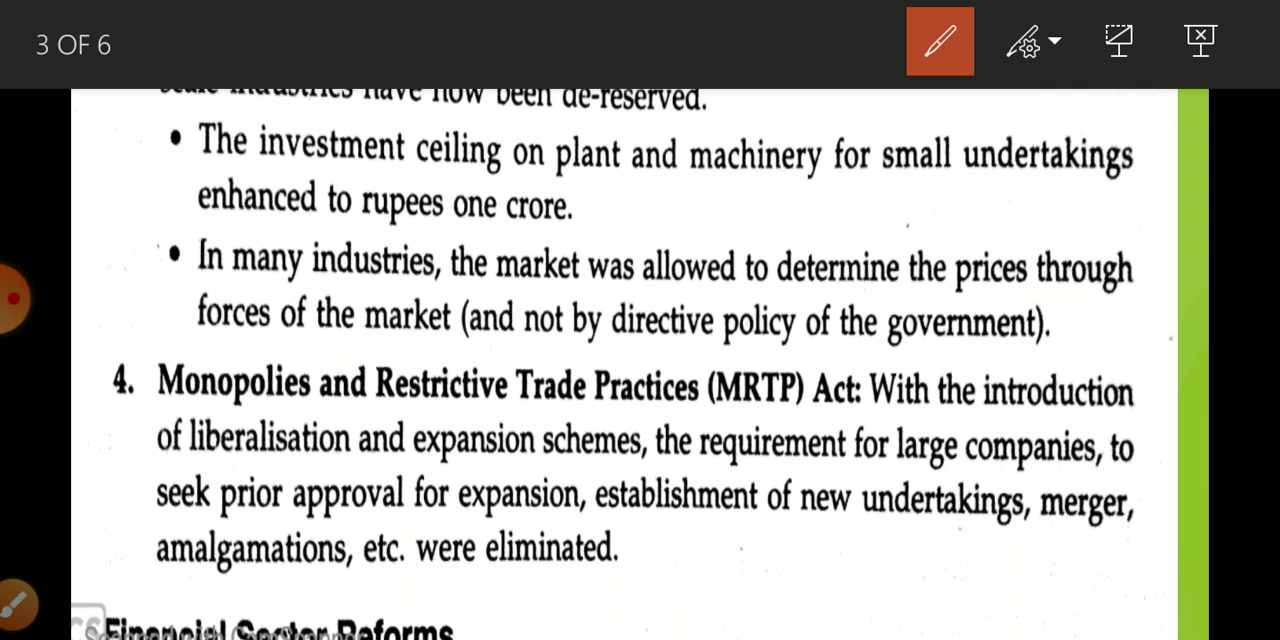 3 OF 6
scale industries have now been de-reserved.
• The investment ceiling on plant and machinery for small undertakings
enhanced to rupees one crore.
• In many industries, the market was allowed to determine the prices through
forces of the market (and not by directive policy of the government).
4. Monopolies and Restrictive Trade Practices (MRTP) Act: With the introduction
of liberalisation and expansion schemes, the requirement for large companies, to
seek prior approval for expansion, establishment of new undertakings, merger,
amalgamations, etc. were eliminated.
Financial Sector Reforms